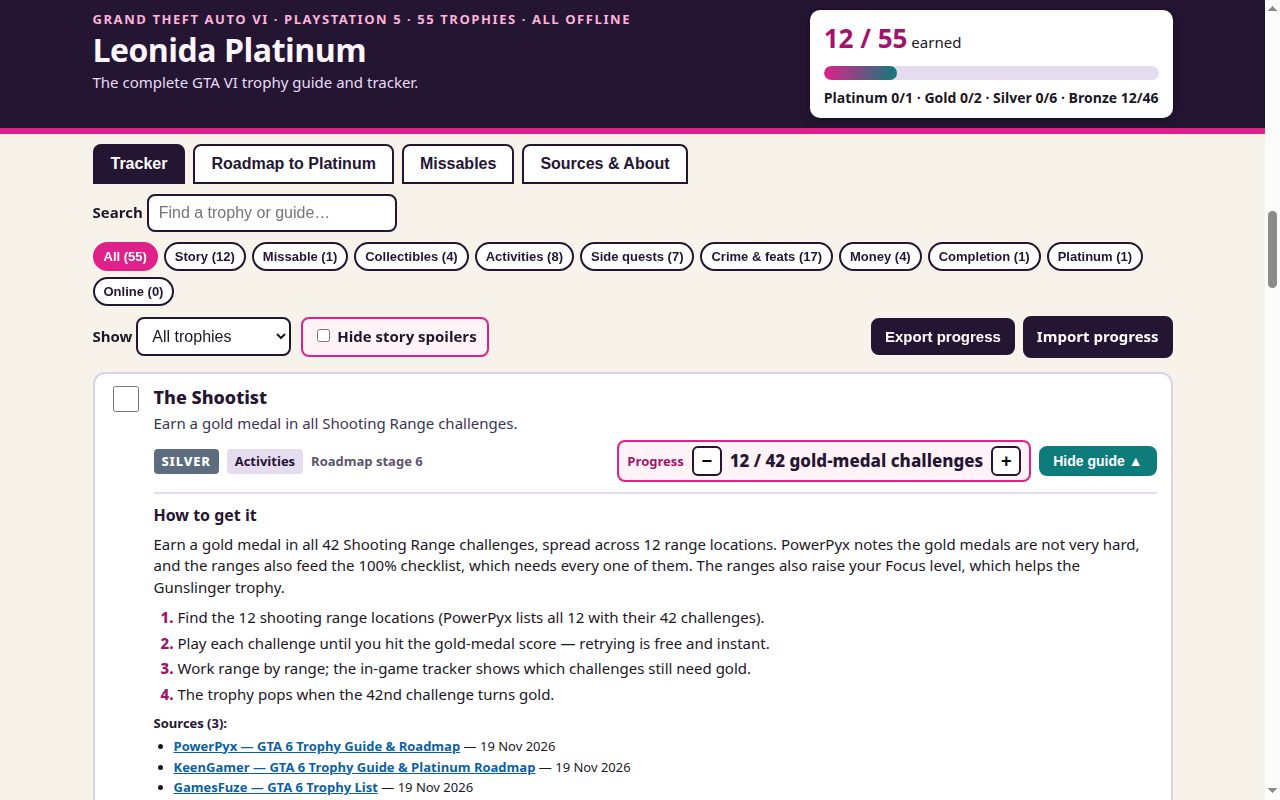 GRAND THEFT AUTO VI · PLAYSTATION 5 · 55 TROPHIES · ALL OFFLINE
Leonida Platinum
The complete GTA VI trophy guide and tracker.
12 / 55 earned
Platinum 0/1 · Gold 0/2 · Silver 0/6 · Bronze 12/46
Tracker
Roadmap to Platinum
Missables
Sources & About
Search
Find a trophy or guide…
All (55)
Story (12)
Missable (1)
Collectibles (4)
Activities (8)
Side quests (7)
Crime & feats (17)
Money (4)
Completion (1)
Platinum (1)
Online (0)
Show
All trophies
Hide story spoilers
Export progress
Import progress
The Shootist
Earn a gold medal in all Shooting Range challenges.
SILVER
Activities
Roadmap stage 6
Progress
−
12 / 42 gold-medal challenges
+
Hide guide ▲
How to get it
Earn a gold medal in all 42 Shooting Range challenges, spread across 12 range locations. PowerPyx notes the gold medals are not very hard,
and the ranges also feed the 100% checklist, which needs every one of them. The ranges also raise your Focus level, which helps the
Gunslinger trophy.
1. Find the 12 shooting range locations (PowerPyx lists all 12 with their 42 challenges).
2. Play each challenge until you hit the gold-medal score — retrying is free and instant.
3. Work range by range; the in-game tracker shows which challenges still need gold.
4. The trophy pops when the 42nd challenge turns gold.
Sources (3):
• PowerPyx — GTA 6 Trophy Guide & Roadmap — 19 Nov 2026
• KeenGamer — GTA 6 Trophy Guide & Platinum Roadmap — 19 Nov 2026
• GamesFuze — GTA 6 Trophy List — 19 Nov 2026